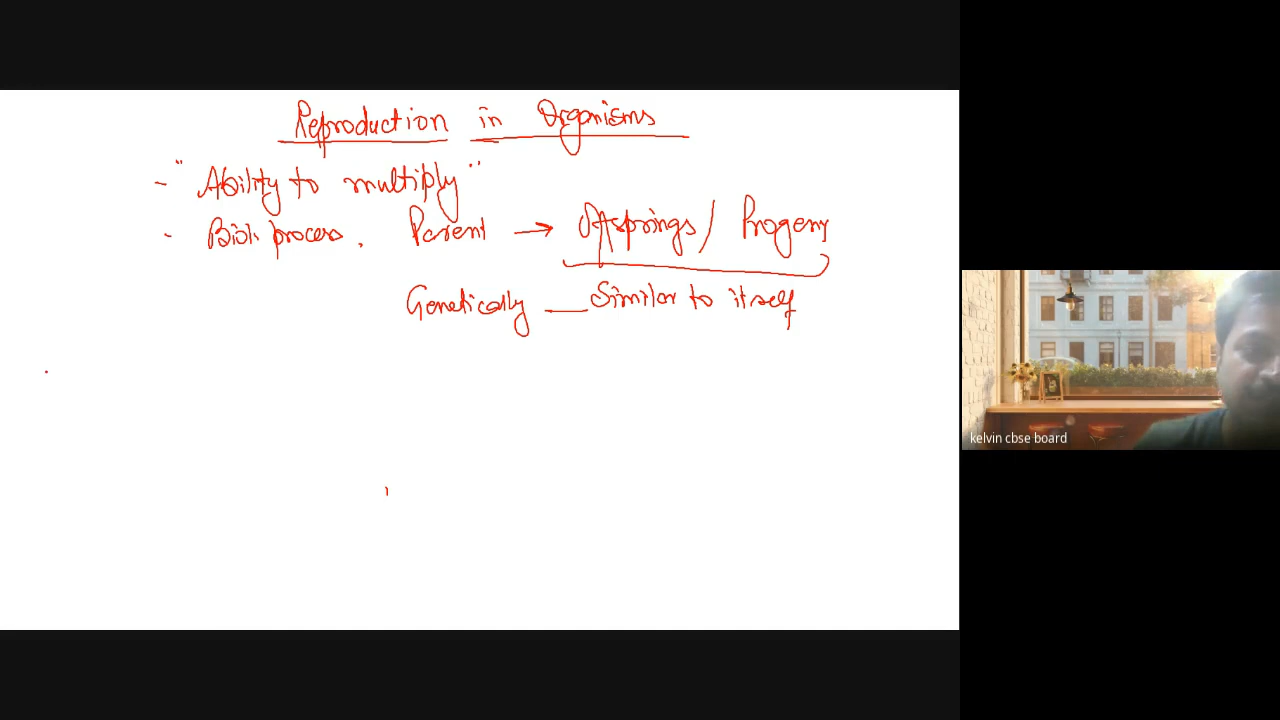 Reproduction in Organisms
- "Ability to multiply"
- Biol. process. Parent → Offsprings / Progeny
Genetically Similar to itself
kelvin cbse board